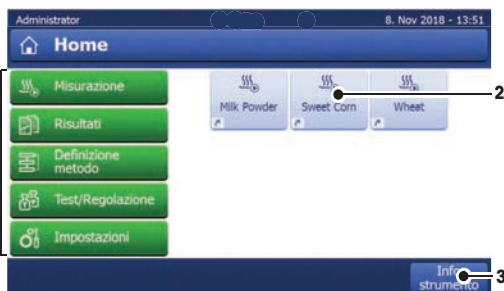 Administrator 8. Nov 2018 - 13:51
Home
Misurazione
Risultati
Definizione
metodo
Test/Regolazione
Impostazioni
Milk Powder Sweet Corn Wheat
2
Info
strumento
3